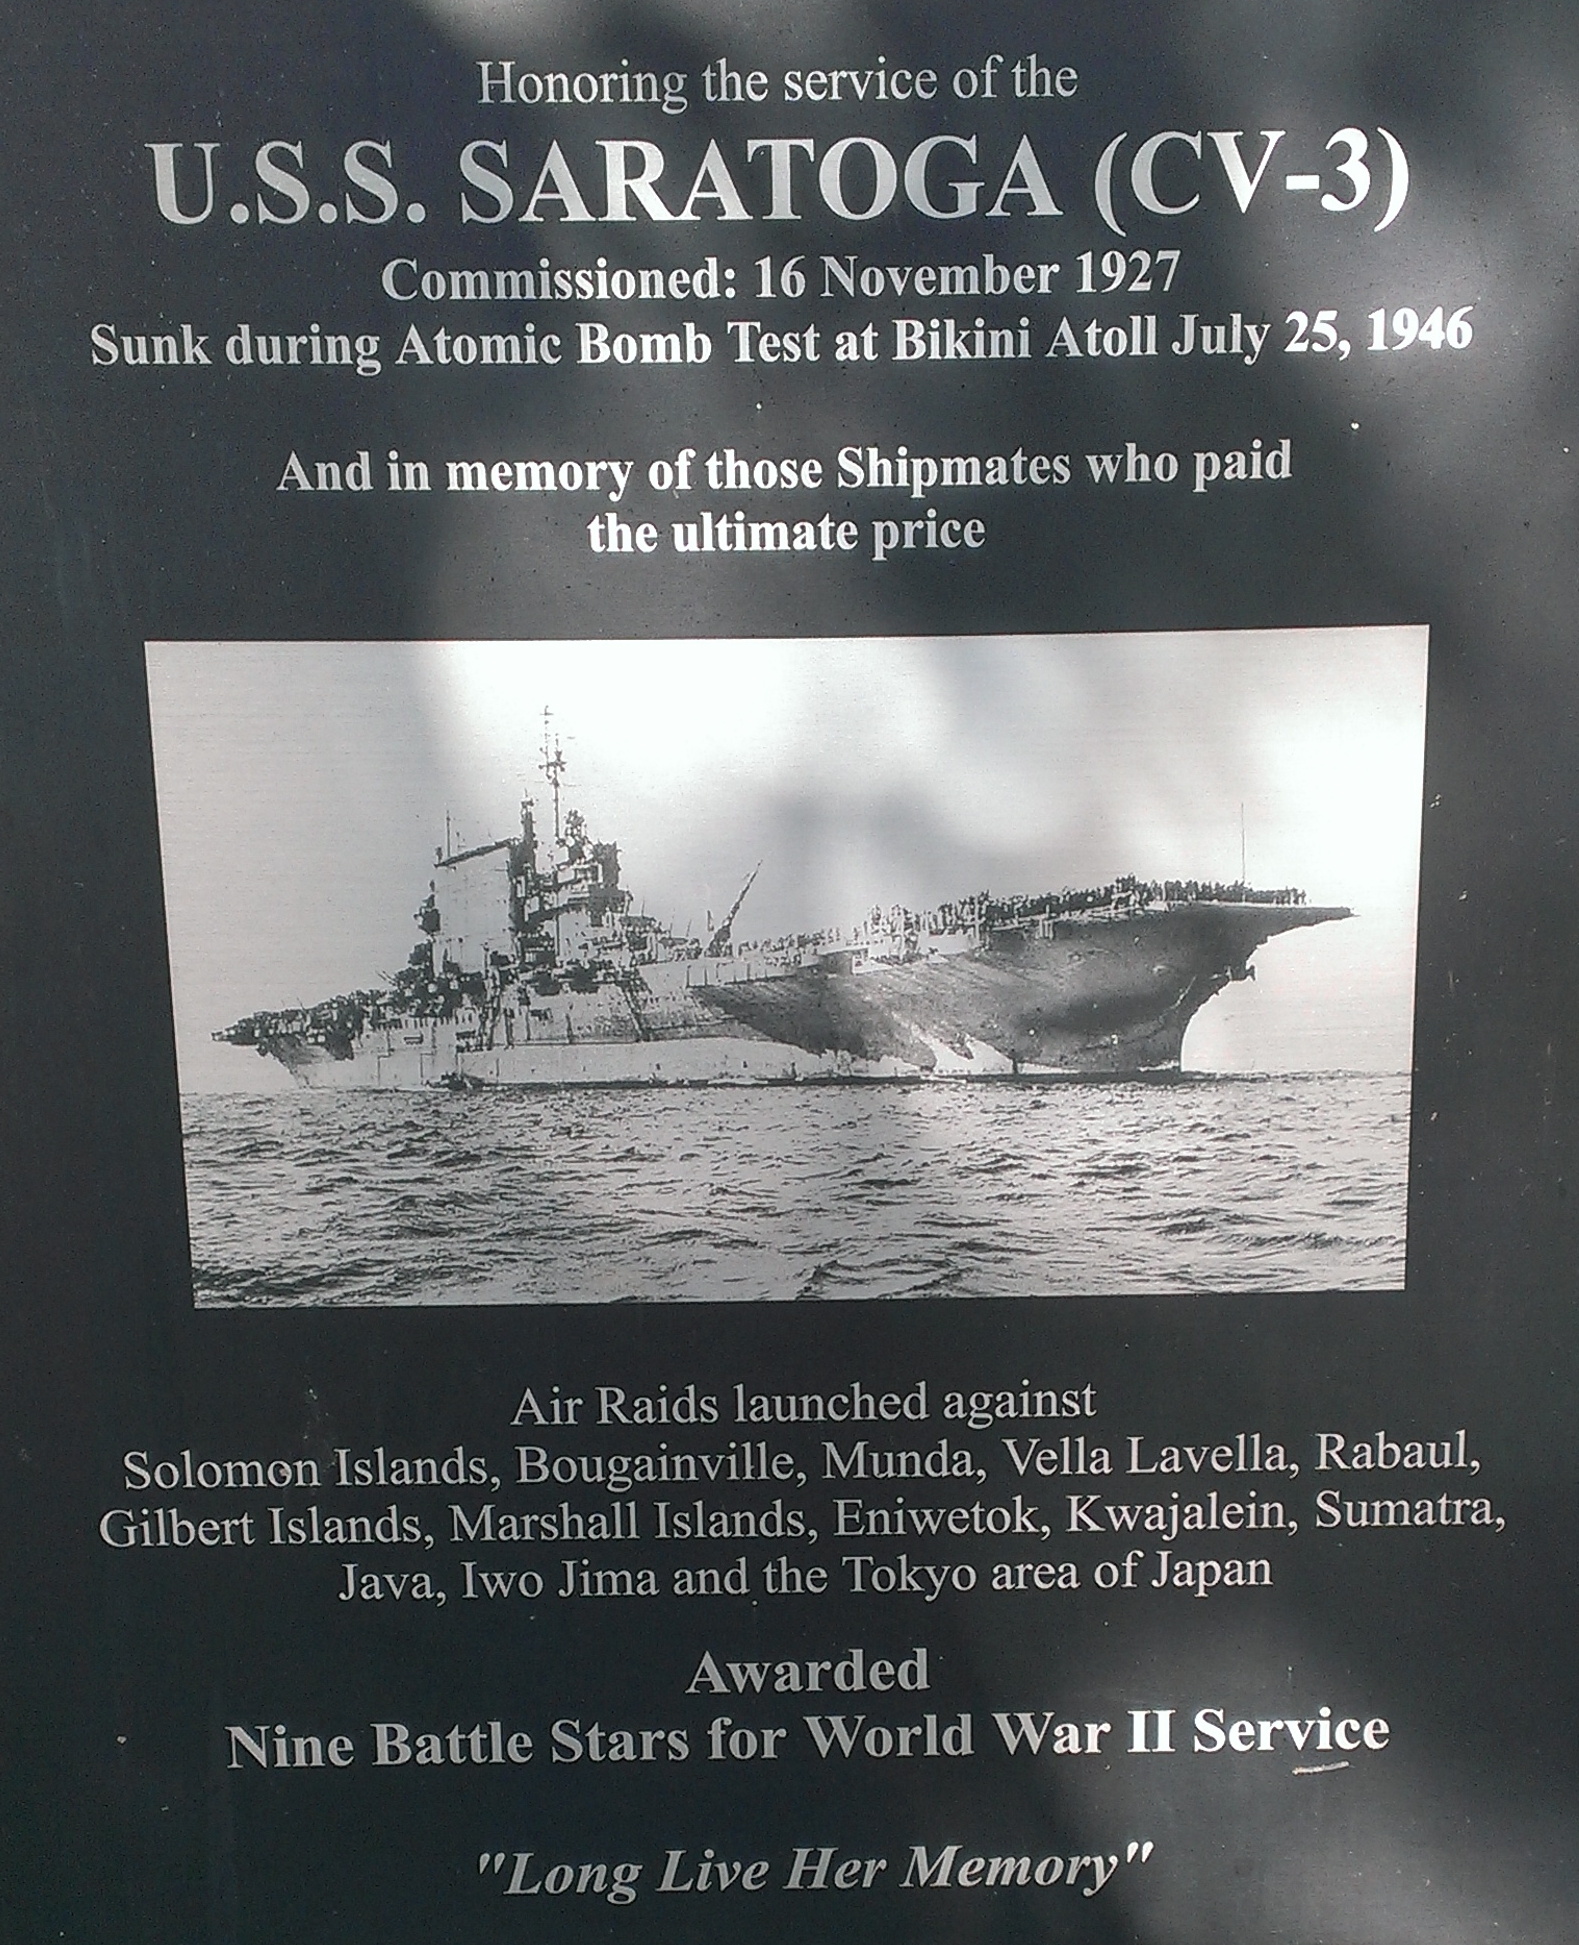 Honoring the service of the
U.S.S. SARATOGA (CV-3)
Commissioned: 16 November 1927
Sunk during Atomic Bomb Test at Bikini Atoll July 25, 1946
And in memory of those Shipmates who paid
the ultimate price
Air Raids launched against
Solomon Islands, Bougainville, Munda, Vella Lavella, Rabaul,
Gilbert Islands, Marshall Islands, Eniwetok, Kwajalein, Sumatra,
Java, Iwo Jima and the Tokyo area of Japan
Awarded
Nine Battle Stars for World War II Service
"Long Live Her Memory"